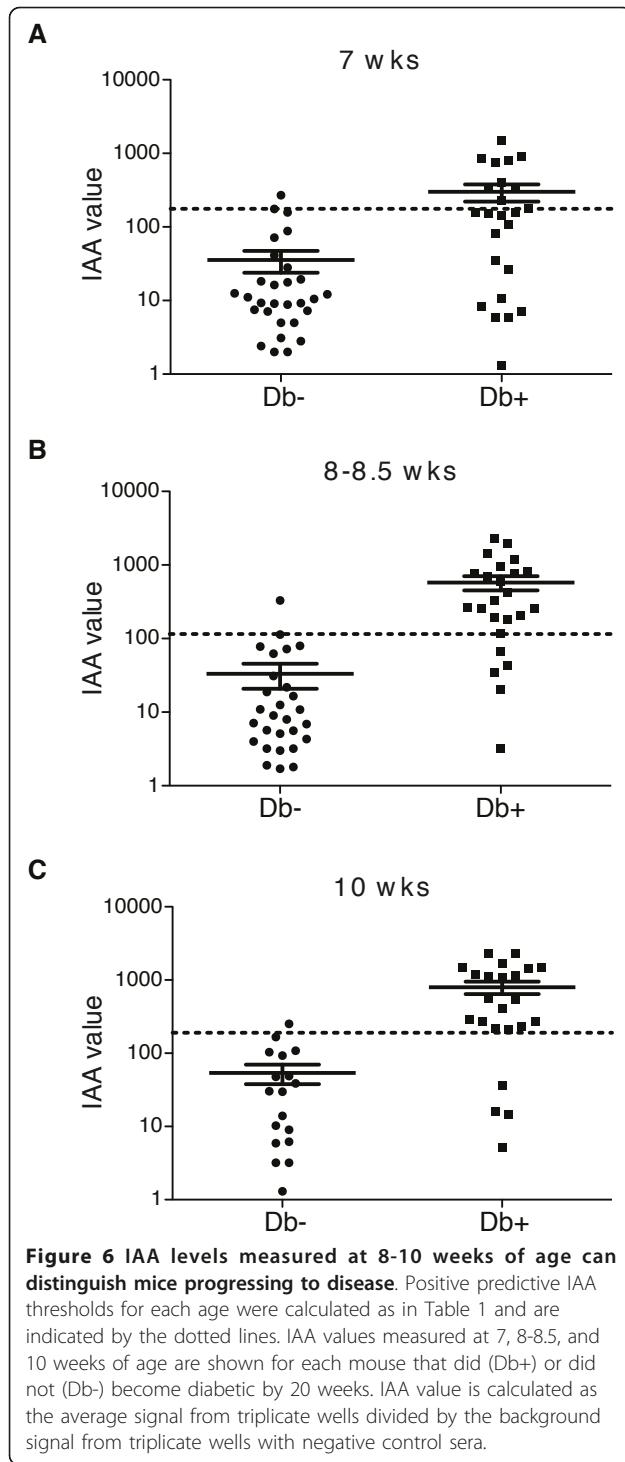 A
7 wks
10000
1000
100
10
1
IAA value
Db-
Db+
B
8-8.5 wks
10000
1000
100
10
1
IAA value
Db-
Db+
C
10 wks
10000
1000
100
10
1
IAA value
Db-
Db+
Figure 6 IAA levels measured at 8-10 weeks of age can
distinguish mice progressing to disease. Positive predictive IAA
thresholds for each age were calculated as in Table 1 and are
indicated by the dotted lines. IAA values measured at 7, 8-8.5, and
10 weeks of age are shown for each mouse that did (Db+) or did
not (Db-) become diabetic by 20 weeks. IAA value is calculated as
the average signal from triplicate wells divided by the background
signal from triplicate wells with negative control sera.